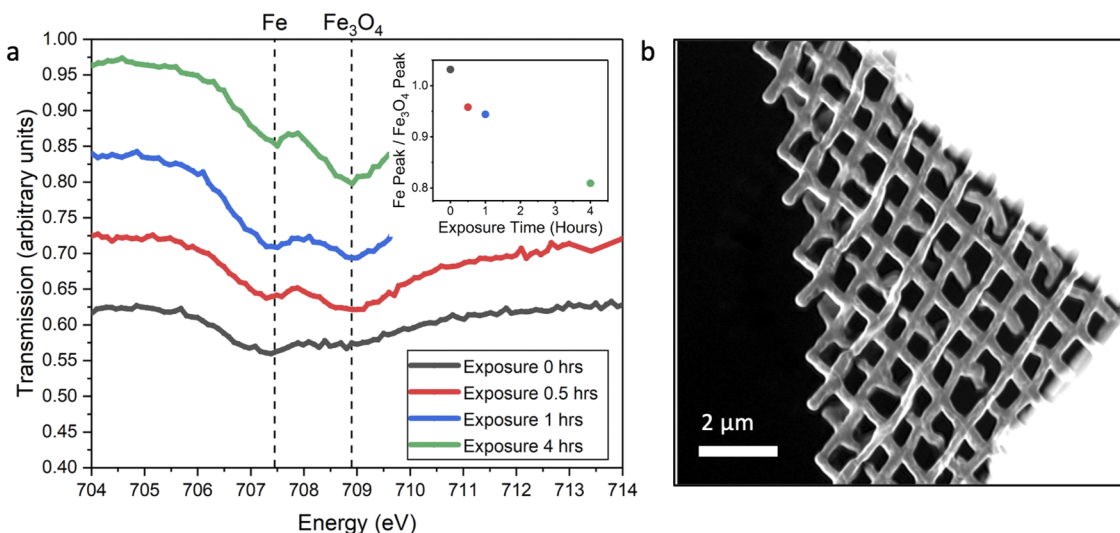 a
Fe
Fe₃O₄
1.00
0.95
0.90
0.85
0.80
0.75
0.70
0.65
0.60
0.55
0.50
0.45
0.40
Transmission (arbitrary units)
704
705
706
707
708
709
710
711
712
713
714
Energy (eV)
Fe Peak / Fe₃O₄ Peak
1.0
0.9
0.8
0
1
2
3
4
Exposure Time (Hours)
Exposure 0 hrs
Exposure 0.5 hrs
Exposure 1 hrs
Exposure 4 hrs
b
2 μm